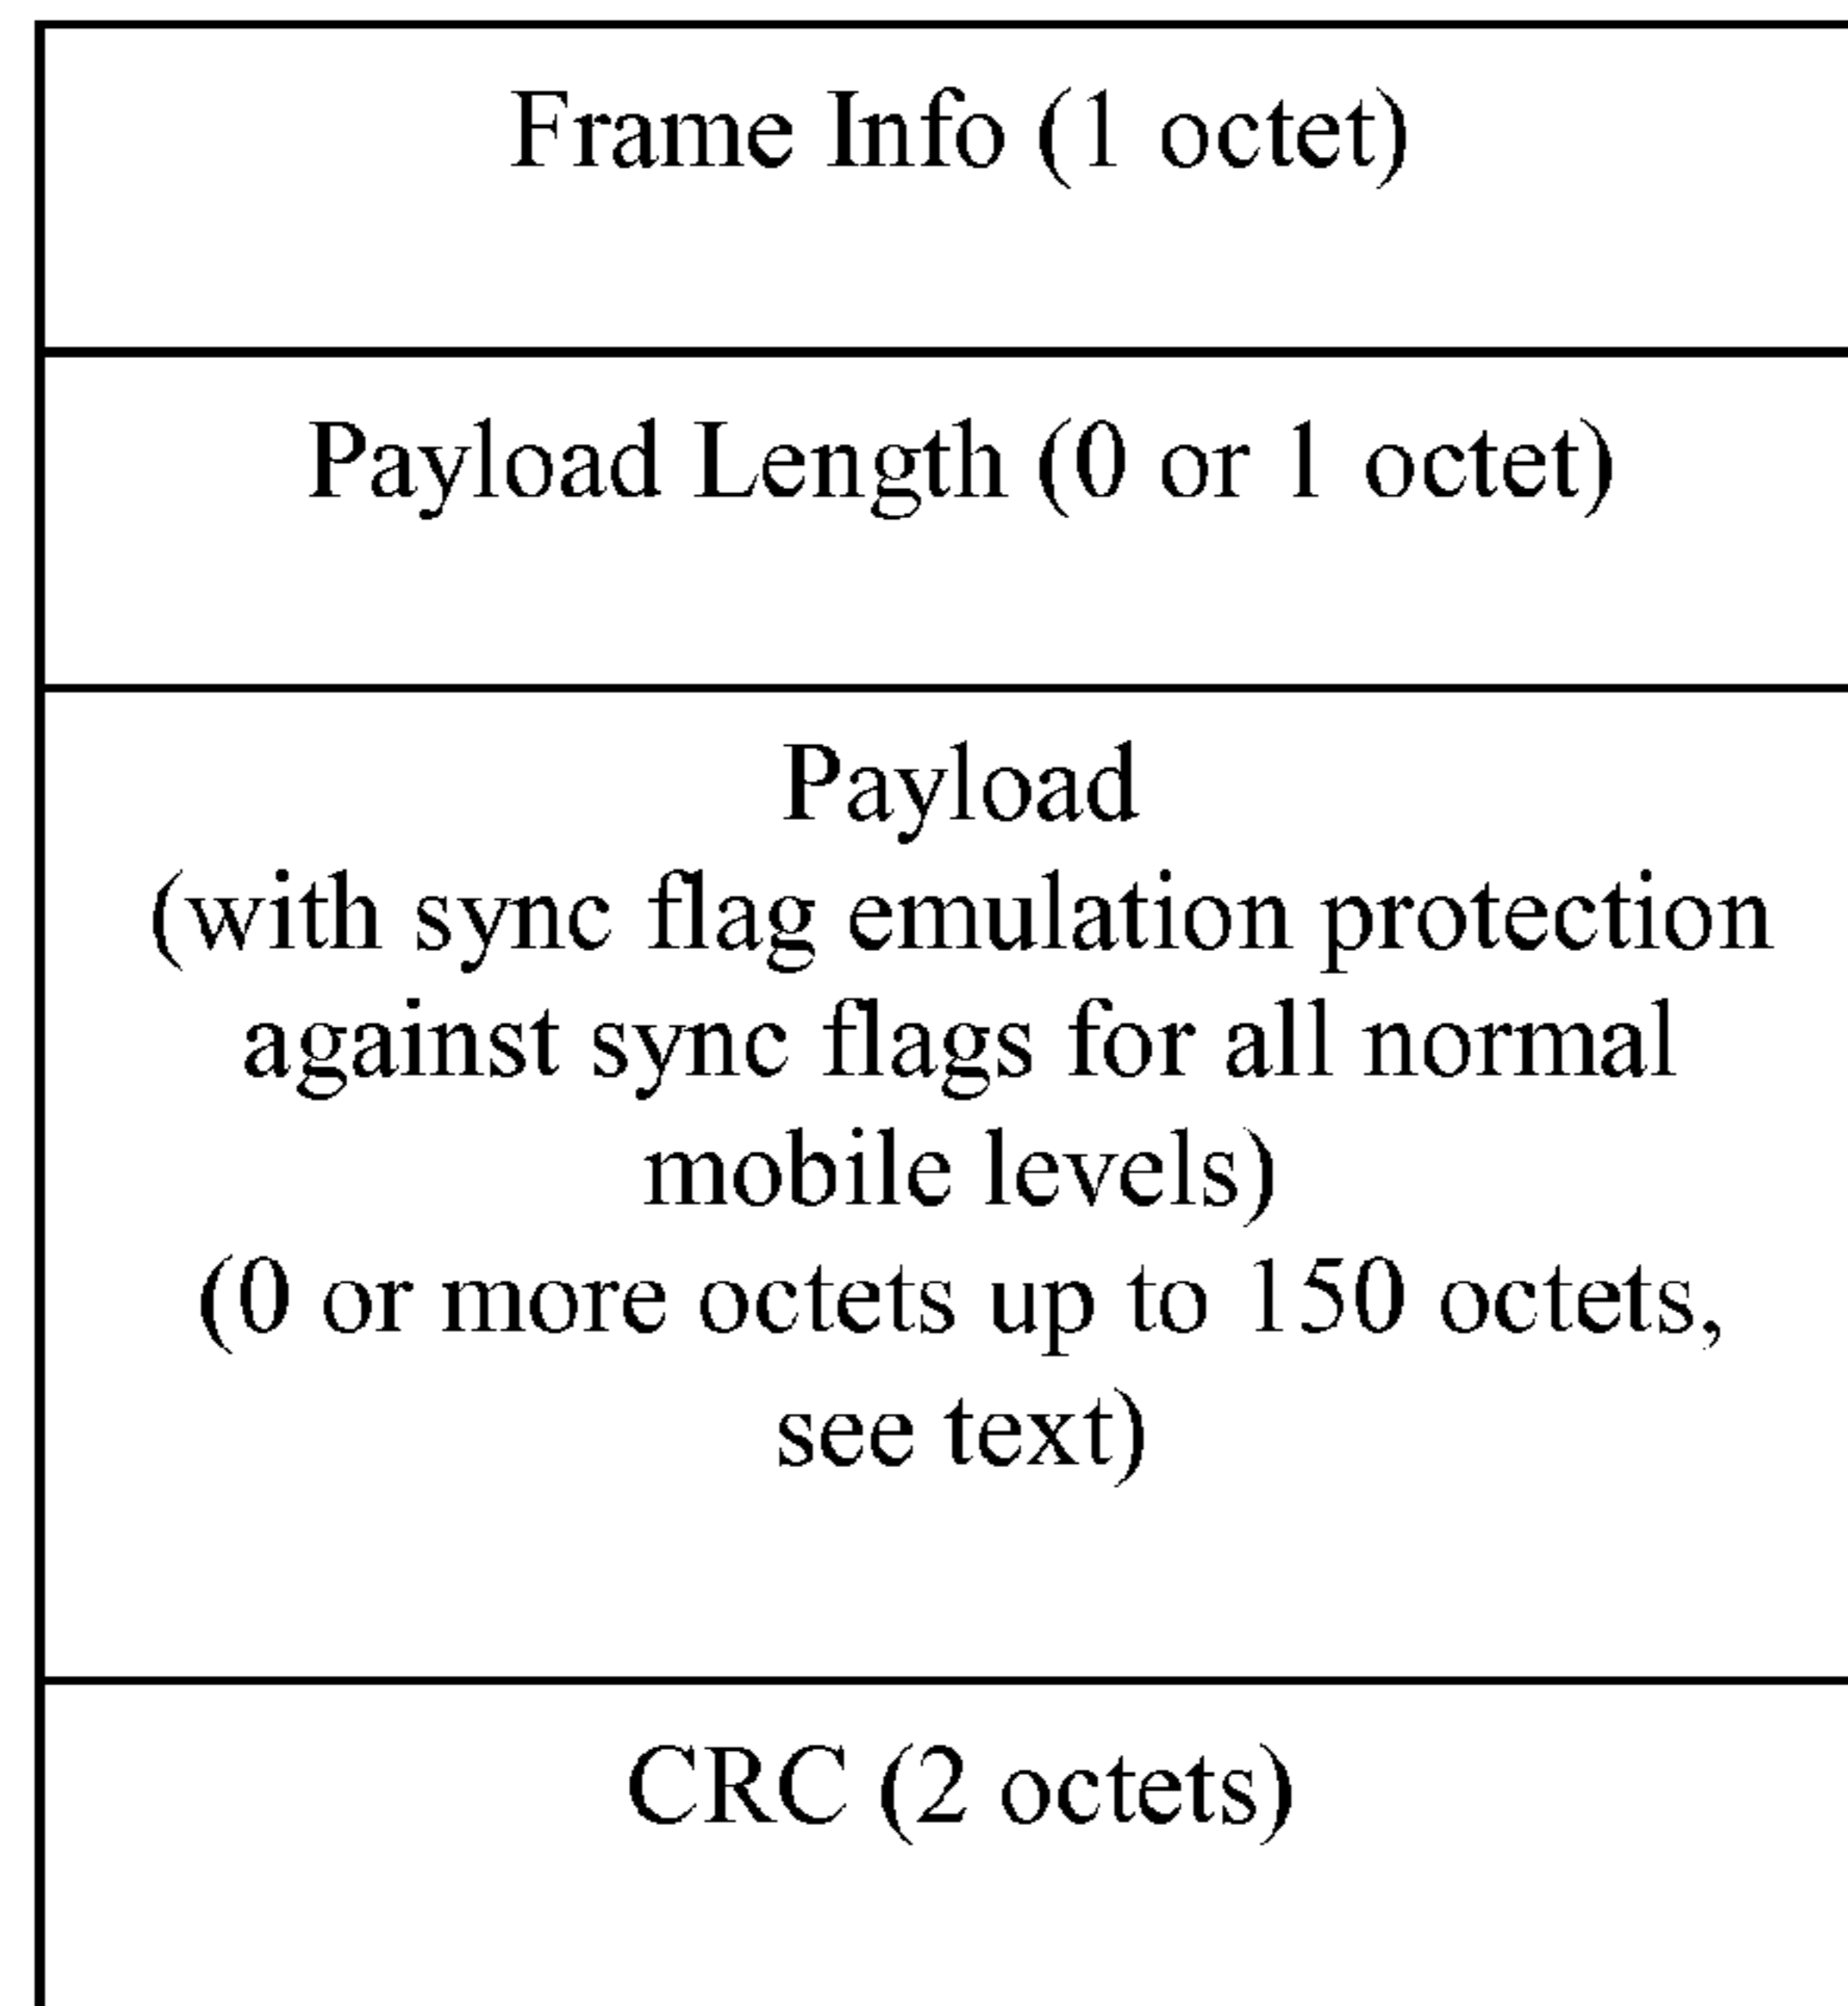 Frame Info (1 octet)
Payload Length (0 or 1 octet)
Payload
(with sync flag emulation protection
against sync flags for all normal
mobile levels)
(0 or more octets up to 150 octets,
see text)
CRC (2 octets)